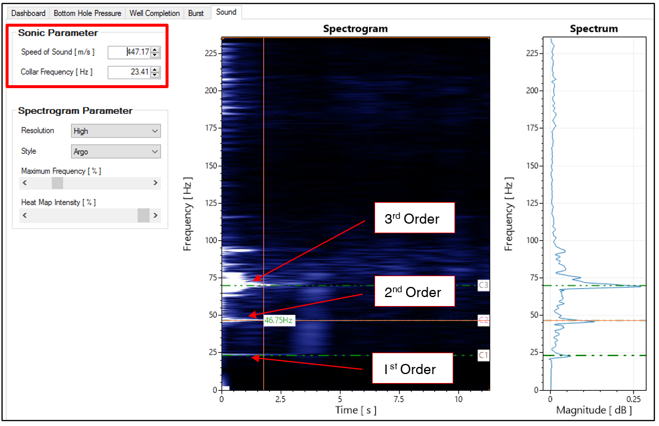 Dashboard Bottom Hole Pressure Well Completion Burst Sound
Sonic Parameter
Speed of Sound [ m/s ] 447.17
Collar Frequency [ Hz ] 23.41
Spectrogram Parameter
Resolution High
Style Argo
Maximum Frequency [ % ]
Heat Map Intensity [ % ]
Spectrogram
Frequency [ Hz ]
225
200
175
150
125
100
75
50
25
0
3rd Order
2nd Order
Ist Order
C3
C2
C1
46.75Hz
0 2.5 5 7.5 10
Time [ s ]
Spectrum
Frequency [ Hz ]
225
200
175
150
125
100
75
50
25
0
0 0.25
Magnitude [ dB ]